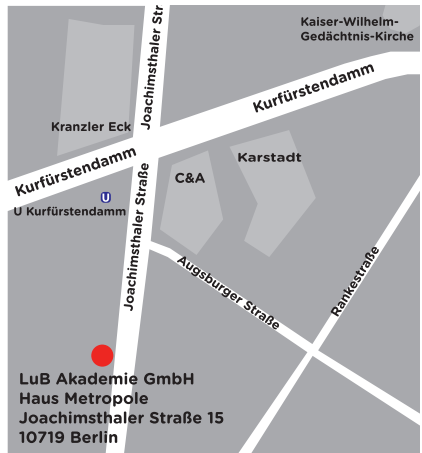 Kaiser-Wilhelm-
Gedächtnis-Kirche
Joachimsthaler Str
Kurfürstendamm
Kranzler Eck
Kurfürstendamm
Karstadt
C&A
U
U Kurfürstendamm
Joachimsthaler Straße
Augsburger Straße
Rankestraße
LuB Akademie GmbH
Haus Metropole
Joachimsthaler Straße 15
10719 Berlin